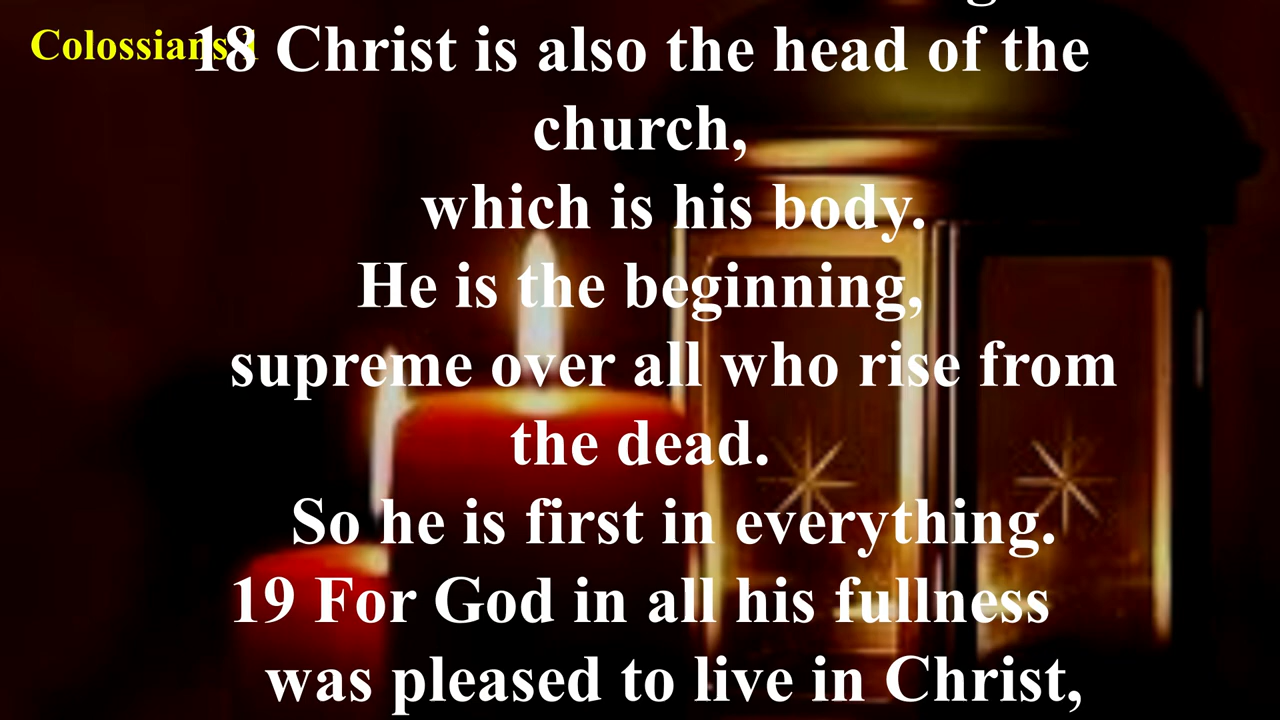 Colossians 1
18 Christ is also the head of the
church,
which is his body.
He is the beginning,
supreme over all who rise from
the dead.
So he is first in everything.
19 For God in all his fullness
was pleased to live in Christ,